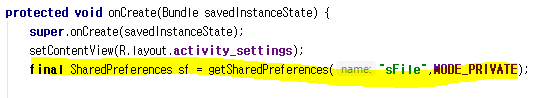 protected void onCreate(Bundle savedInstanceState) {
super.onCreate(savedInstanceState);
setContentView(R.layout.activity_settings);
final SharedPreferences sf = getSharedPreferences( name: "sFile",MODE_PRIVATE);